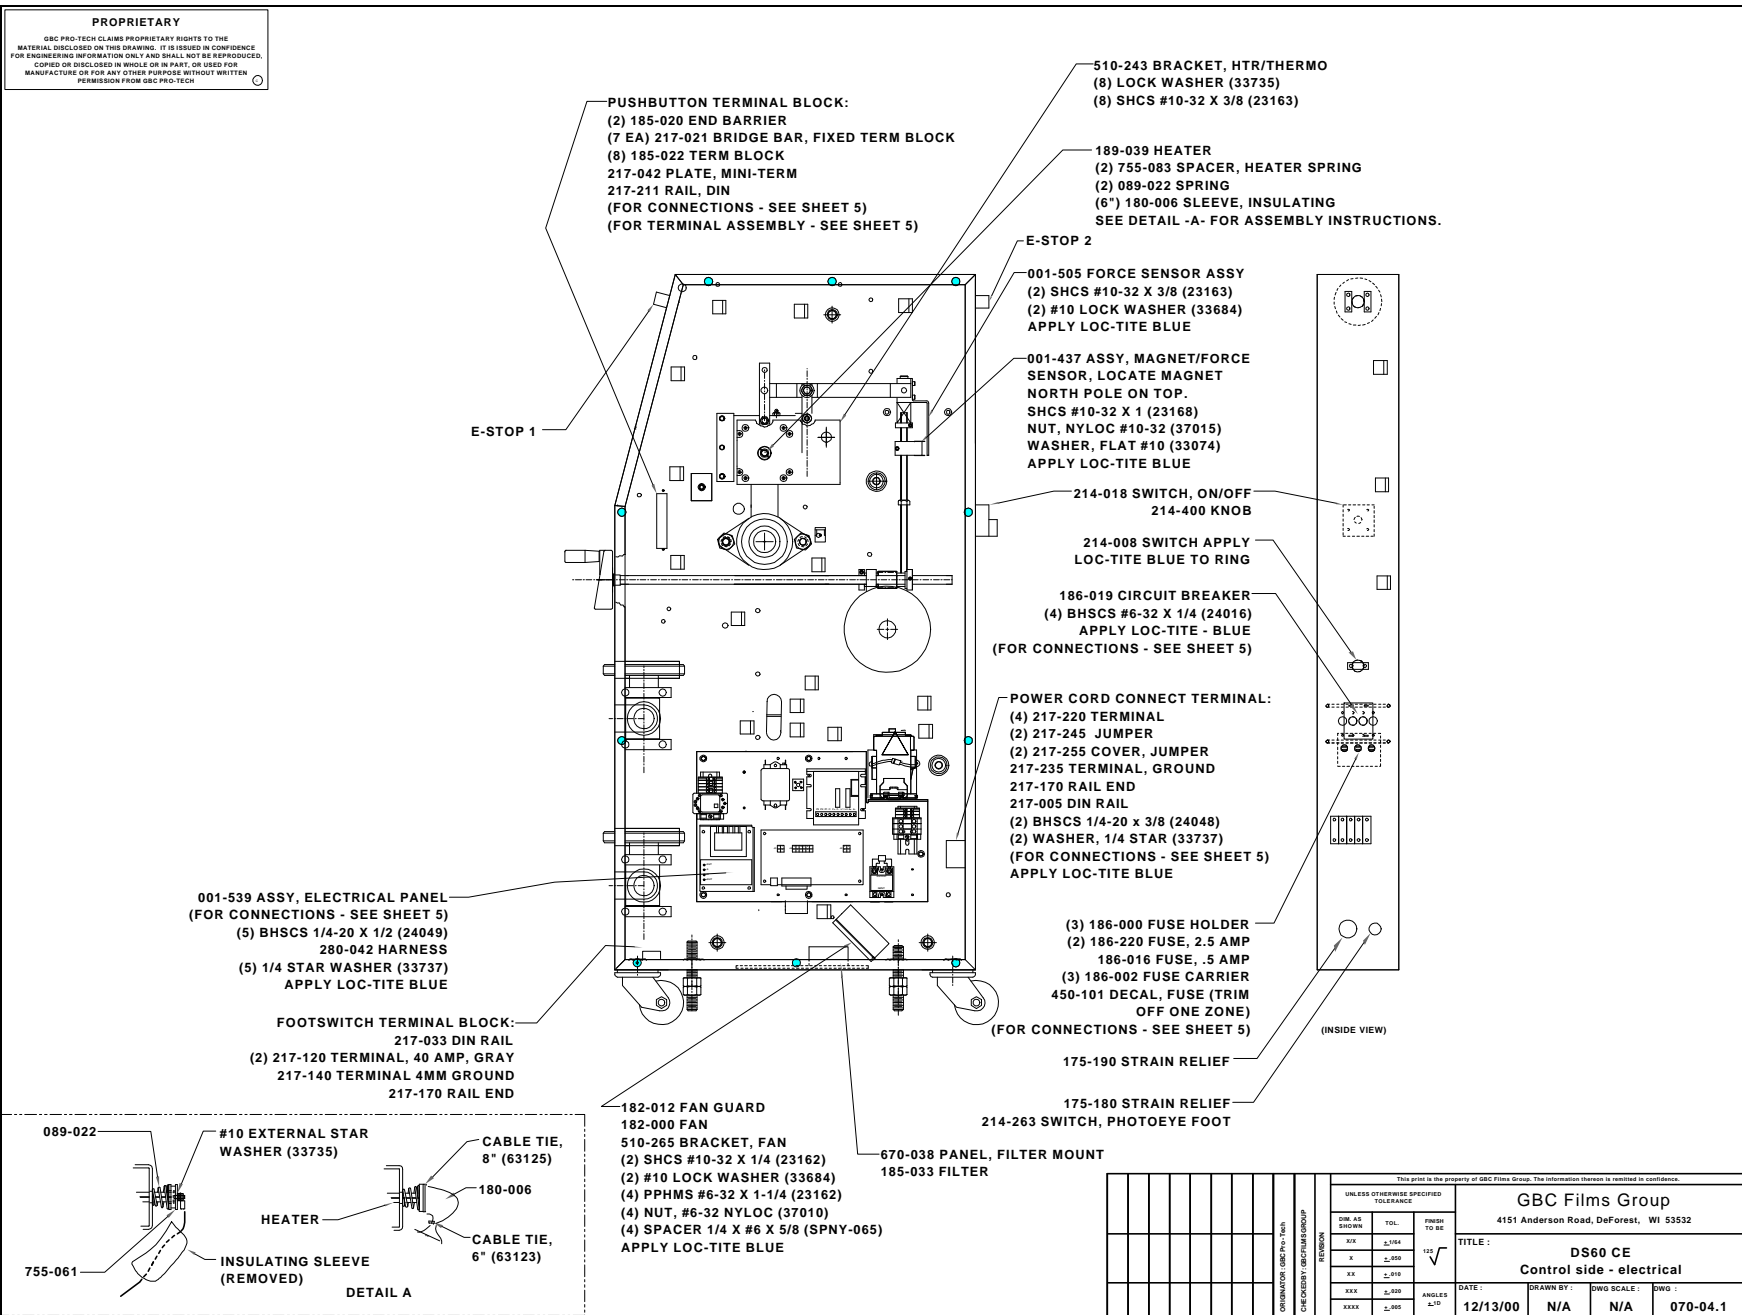 PROPRIETARY
GBC PRO-TECH CLAIMS PROPRIETARY RIGHTS TO THE
MATERIAL DISCLOSED ON THIS DRAWING. IT IS ISSUED IN CONFIDENCE
FOR ENGINEERING INFORMATION ONLY AND SHALL NOT BE REPRODUCED,
COPIED OR DISCLOSED IN WHOLE OR IN PART, OR USED FOR
MANUFACTURE OR FOR ANY OTHER PURPOSE WITHOUT WRITTEN
PERMISSION FROM GBC PRO-TECH
PUSHBUTTON TERMINAL BLOCK:
(2) 185-020 END BARRIER
(7 EA) 217-021 BRIDGE BAR, FIXED TERM BLOCK
(8) 185-022 TERM BLOCK
217-042 PLATE, MINI-TERM
217-211 RAIL, DIN
(FOR CONNECTIONS - SEE SHEET 5)
(FOR TERMINAL ASSEMBLY - SEE SHEET 5)
510-243 BRACKET, HTR/THERMO
(8) LOCK WASHER (33735)
(8) SHCS #10-32 X 3/8 (23163)
189-039 HEATER
(2) 755-083 SPACER, HEATER SPRING
(2) 089-022 SPRING
(6") 180-006 SLEEVE, INSULATING
SEE DETAIL -A- FOR ASSEMBLY INSTRUCTIONS.
E-STOP 2
001-505 FORCE SENSOR ASSY
(2) SHCS #10-32 X 3/8 (23163)
(2) #10 LOCK WASHER (33684)
APPLY LOC-TITE BLUE
001-437 ASSY, MAGNET/FORCE
SENSOR, LOCATE MAGNET
NORTH POLE ON TOP.
SHCS #10-32 X 1 (23168)
NUT, NYLOC #10-32 (37015)
WASHER, FLAT #10 (33074)
APPLY LOC-TITE BLUE
E-STOP 1
214-018 SWITCH, ON/OFF
214-400 KNOB
214-008 SWITCH APPLY
LOC-TITE BLUE TO RING
186-019 CIRCUIT BREAKER
(4) BHSCS #6-32 X 1/4 (24016)
APPLY LOC-TITE - BLUE
(FOR CONNECTIONS - SEE SHEET 5)
POWER CORD CONNECT TERMINAL:
(4) 217-220 TERMINAL
(2) 217-245 JUMPER
(2) 217-255 COVER, JUMPER
217-235 TERMINAL, GROUND
217-170 RAIL END
217-005 DIN RAIL
(2) BHSCS 1/4-20 x 3/8 (24048)
(2) WASHER, 1/4 STAR (33737)
(FOR CONNECTIONS - SEE SHEET 5)
APPLY LOC-TITE BLUE
001-539 ASSY, ELECTRICAL PANEL
(FOR CONNECTIONS - SEE SHEET 5)
(5) BHSCS 1/4-20 X 1/2 (24049)
280-042 HARNESS
(5) 1/4 STAR WASHER (33737)
APPLY LOC-TITE BLUE
(3) 186-000 FUSE HOLDER
(2) 186-220 FUSE, 2.5 AMP
186-016 FUSE, .5 AMP
(3) 186-002 FUSE CARRIER
450-101 DECAL, FUSE (TRIM
OFF ONE ZONE)
(FOR CONNECTIONS - SEE SHEET 5)
(INSIDE VIEW)
FOOTSWITCH TERMINAL BLOCK:
217-033 DIN RAIL
(2) 217-120 TERMINAL, 40 AMP, GRAY
217-140 TERMINAL 4MM GROUND
217-170 RAIL END
175-190 STRAIN RELIEF
175-180 STRAIN RELIEF
214-263 SWITCH, PHOTOEYE FOOT
182-012 FAN GUARD
182-000 FAN
510-265 BRACKET, FAN
(2) SHCS #10-32 X 1/4 (23162)
(2) #10 LOCK WASHER (33684)
(4) PPHMS #6-32 X 1-1/4 (23162)
(4) NUT, #6-32 NYLOC (37010)
(4) SPACER 1/4 X #6 X 5/8 (SPNY-065)
APPLY LOC-TITE BLUE
670-038 PANEL, FILTER MOUNT
185-033 FILTER
089-022
#10 EXTERNAL STAR
WASHER (33735)
CABLE TIE,
8" (63125)
180-006
HEATER
CABLE TIE,
6" (63123)
INSULATING SLEEVE
(REMOVED)
755-061
DETAIL A
ORIGINATOR: GBC Pro-Tech
CHECKED BY: GBC FILMS GROUP
REVISION
This print is the property of GBC Films Group. The information thereon is remitted in confidence.
UNLESS OTHERWISE SPECIFIED
TOLERANCE
DIM. AS
SHOWN
TOL.
FINISH
TO BE
X/X
±1/64
X
±.050
XX
±.010
XXX
±.020
XXXX
±.005
125
ANGLES
±1D
GBC Films Group
4151 Anderson Road, DeForest, WI 53532
TITLE :
DS60 CE
Control side - electrical
DATE :
12/13/00
DRAWN BY :
N/A
DWG SCALE :
N/A
DWG :
070-04.1